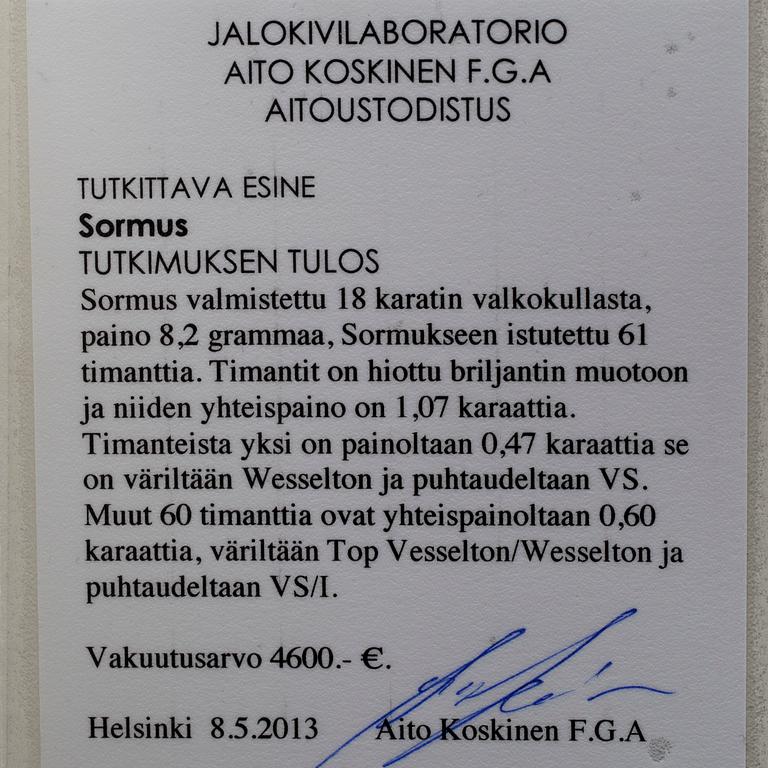 JALOKIVILABORATORIO
AITO KOSKINEN F.G.A
AITOUSTODISTUS
TUTKITTAVA ESINE
Sormus
TUTKIMUKSEN TULOS
Sormus valmistettu 18 karatin valkokullasta,
paino 8,2 grammaa, Sormukseen istutettu 61
timanttia. Timantit on hiottu briljantin muotoon
ja niiden yhteispaino on 1,07 karaattia.
Timanteista yksi on painoltaan 0,47 karaattia se
on väriltään Wesselton ja puhtaudeltaan VS.
Muut 60 timanttia ovat yhteispainoltaan 0,60
karaattia, väriltään Top Vesselton/Wesselton ja
puhtaudeltaan VS/I.
Vakuutusarvo 4600.- €.
Helsinki 8.5.2013 Aito Koskinen F.G.A